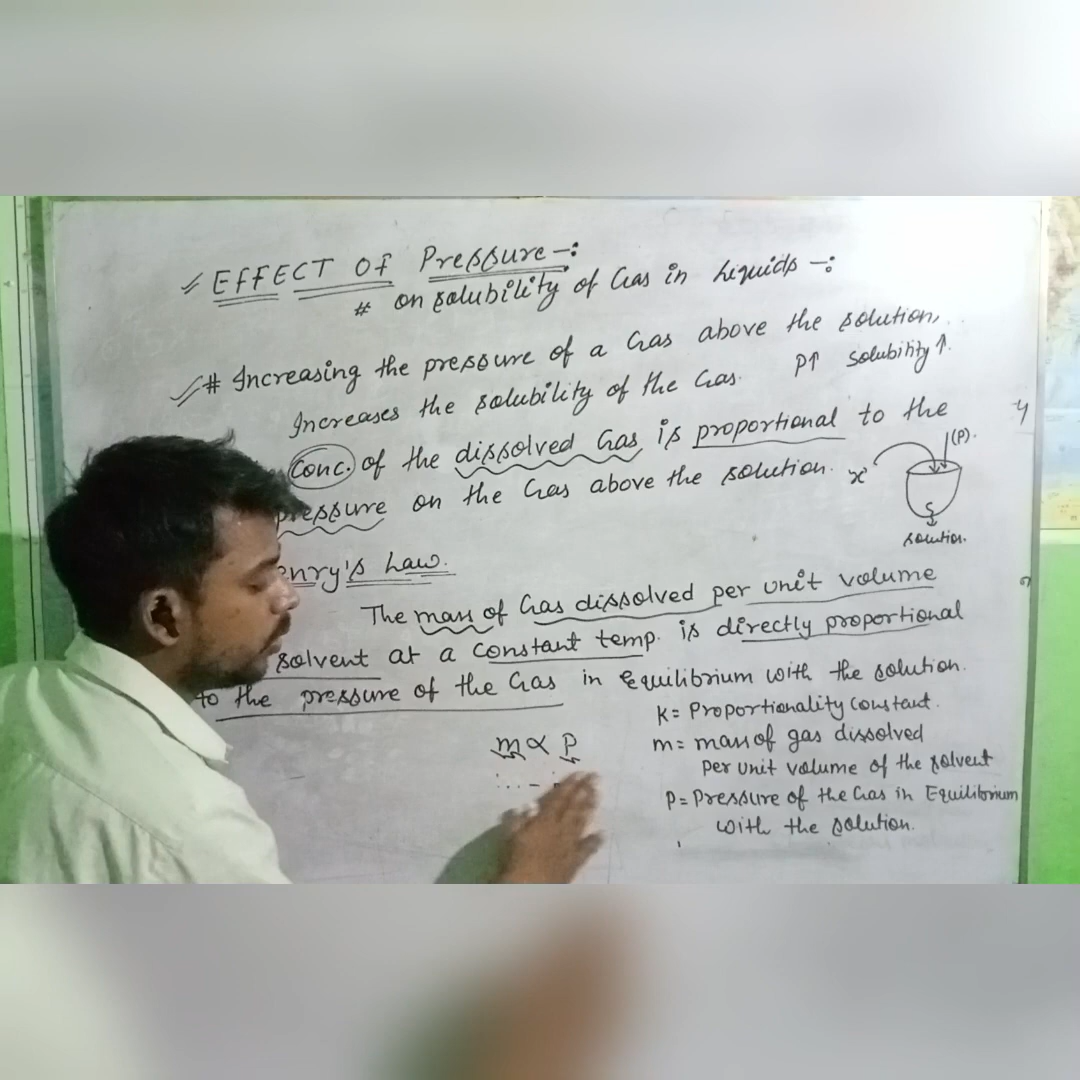 EFFECT OF Pressure -:
# on solubility of Gas in Liquids -:
# Increasing the pressure of a Gas above the solution,
Increases the solubility of the Gas. P↑ solubility ↑.
Conc. of the dissolved Gas is proportional to the
pressure on the Gas above the solution.
x
(P).
solution.
enry's Law.
The mass of Gas dissolved per unit volume
solvent at a constant temp. is directly proportional
to the pressure of the Gas in Equilibrium with the solution.
m ∝ P
K = Proportionality Constant.
m = mass of gas dissolved
per unit volume of the solvent
P = Pressure of the Gas in Equilibrium
with the solution.